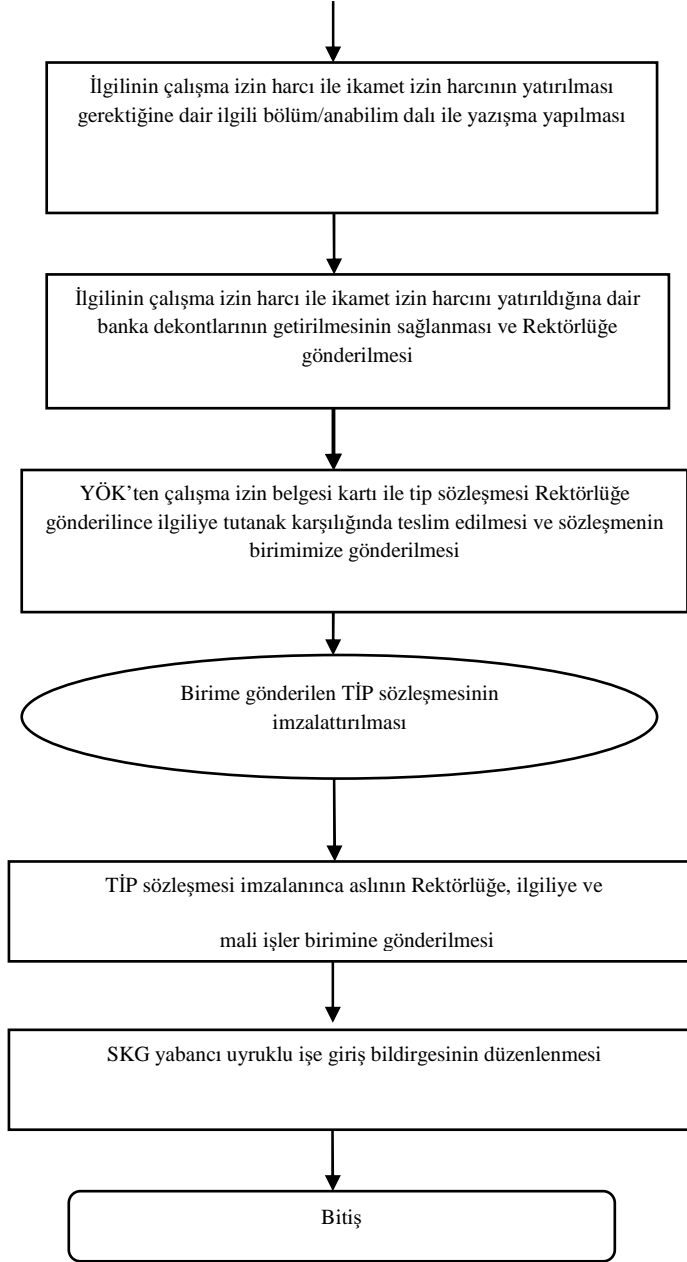 İlgilinin çalışma izin harcı ile ikamet izin harcının yatırılması
gerektiğine dair ilgili bölüm/anabilim dalı ile yazışma yapılması
İlgilinin çalışma izin harcı ile ikamet izin harcını yatırıldığına dair
banka dekontlarının getirilmesinin sağlanması ve Rektörlüğe
gönderilmesi
YÖK’ten çalışma izin belgesi kartı ile tip sözleşmesi Rektörlüğe
gönderilince ilgiliye tutanak karşılığında teslim edilmesi ve sözleşmenin
birimimize gönderilmesi
Birime gönderilen TİP sözleşmesinin
imzalattırılması
TİP sözleşmesi imzalanınca aslının Rektörlüğe, ilgiliye ve
mali işler birimine gönderilmesi
SKG yabancı uyruklu işe giriş bildirgesinin düzenlenmesi
Bitiş